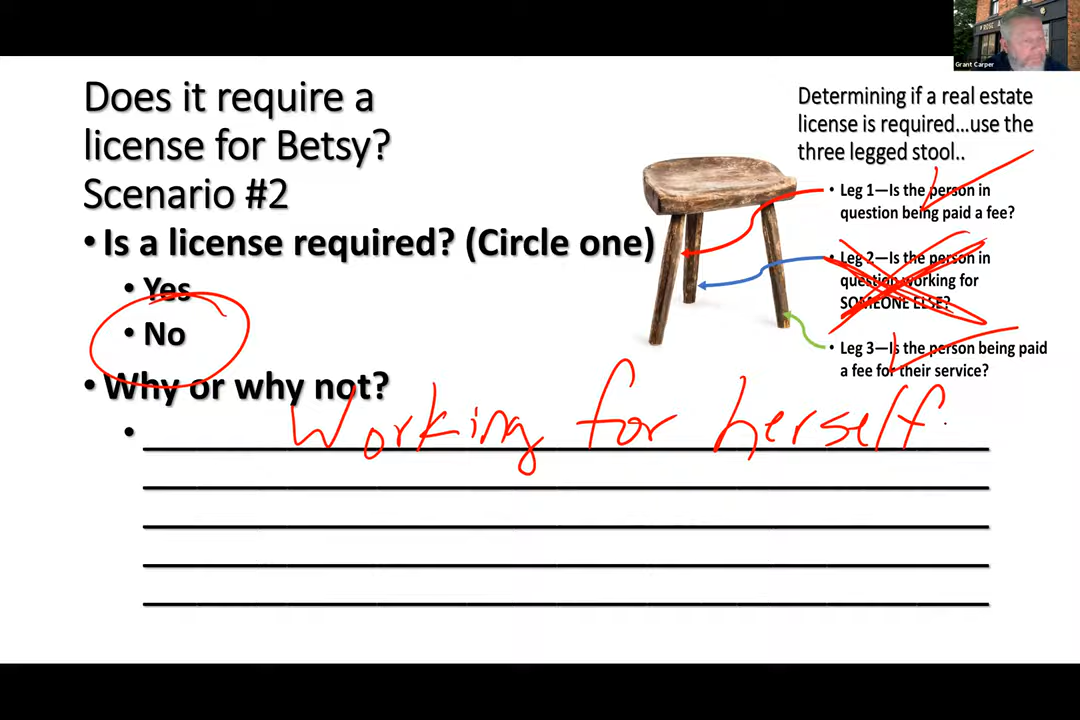 Grant Carper
Does it require a
license for Betsy?
Scenario #2
• Is a license required? (Circle one)
• Yes
• No
• Why or why not?
• Working for herself.
Determining if a real estate
license is required…use the
three legged stool..
• Leg 1—Is the person in
question being paid a fee?
• Leg 2—Is the person in
question working for
SOMEONE ELSE?
• Leg 3—Is the person being paid
a fee for their service?